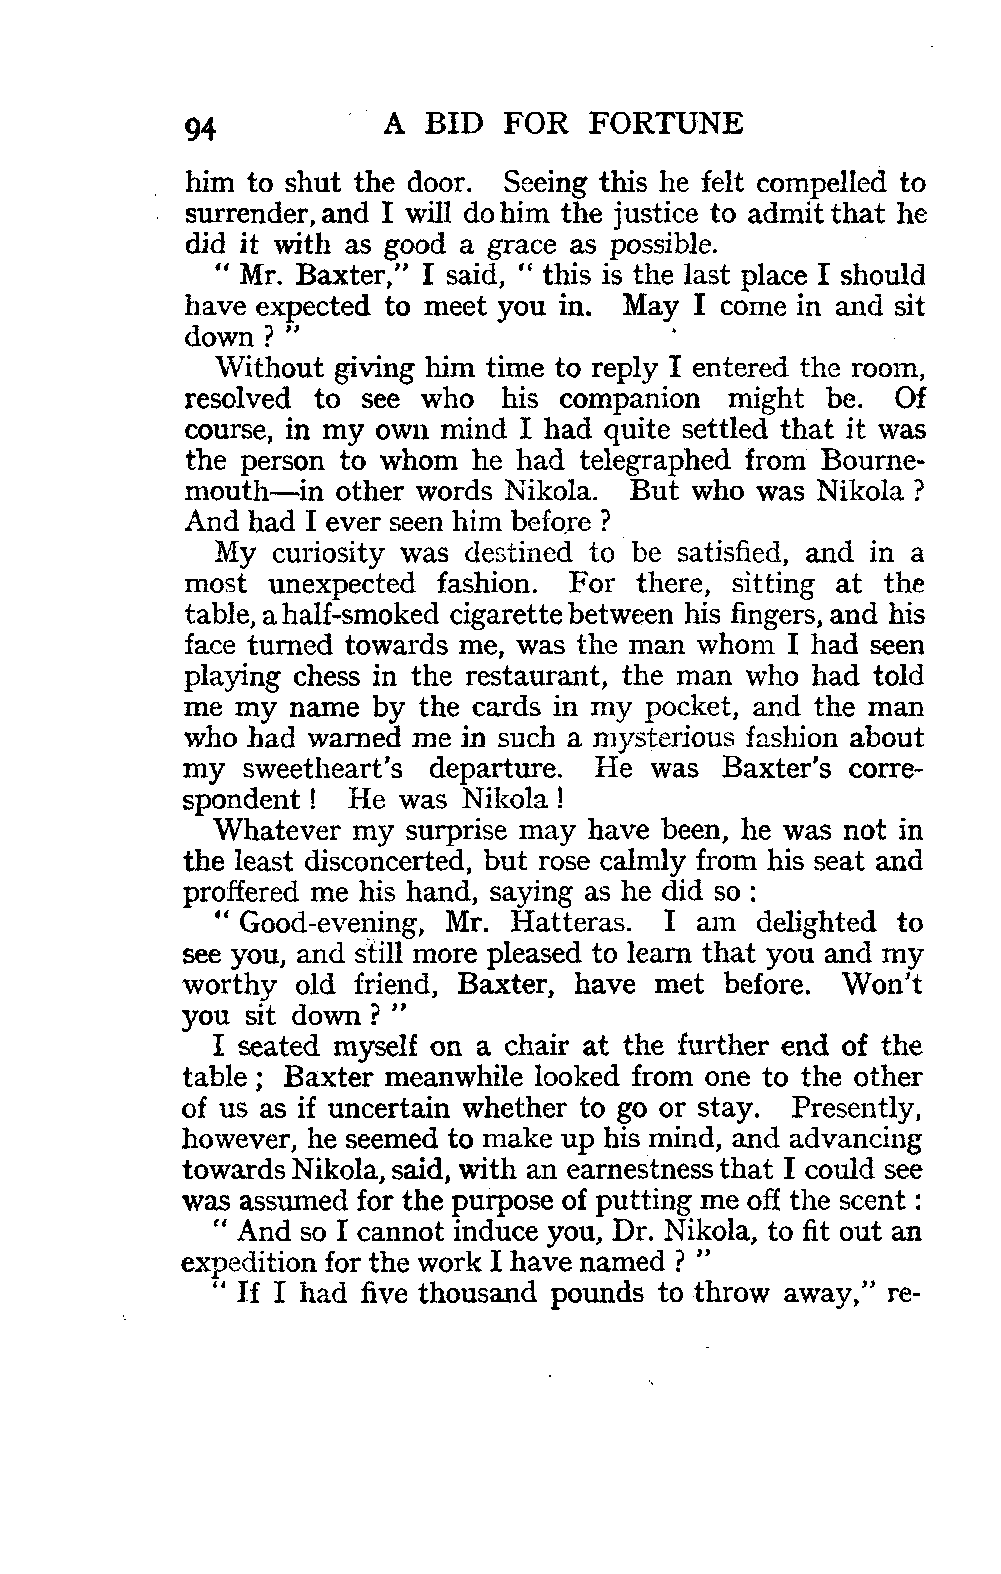 94 A BID FOR FORTUNE
him to shut the door. Seeing this he felt compelled to
surrender, and I will do him the justice to admit that he
did it with as good a grace as possible.
“ Mr. Baxter,” I said, “ this is the last place I should
have expected to meet you in. May I come in and sit
down ? ”
Without giving him time to reply I entered the room,
resolved to see who his companion might be. Of
course, in my own mind I had quite settled that it was
the person to whom he had telegraphed from Bourne-
mouth—in other words Nikola. But who was Nikola ?
And had I ever seen him before ?
My curiosity was destined to be satisfied, and in a
most unexpected fashion. For there, sitting at the
table, a half-smoked cigarette between his fingers, and his
face turned towards me, was the man whom I had seen
playing chess in the restaurant, the man who had told
me my name by the cards in my pocket, and the man
who had warned me in such a mysterious fashion about
my sweetheart's departure. He was Baxter's corre-
spondent ! He was Nikola !
Whatever my surprise may have been, he was not in
the least disconcerted, but rose calmly from his seat and
proffered me his hand, saying as he did so :
“ Good-evening, Mr. Hatteras. I am delighted to
see you, and still more pleased to learn that you and my
worthy old friend, Baxter, have met before. Won't
you sit down ? ”
I seated myself on a chair at the further end of the
table ; Baxter meanwhile looked from one to the other
of us as if uncertain whether to go or stay. Presently,
however, he seemed to make up his mind, and advancing
towards Nikola, said, with an earnestness that I could see
was assumed for the purpose of putting me off the scent :
“ And so I cannot induce you, Dr. Nikola, to fit out an
expedition for the work I have named ? ”
“ If I had five thousand pounds to throw away,” re-